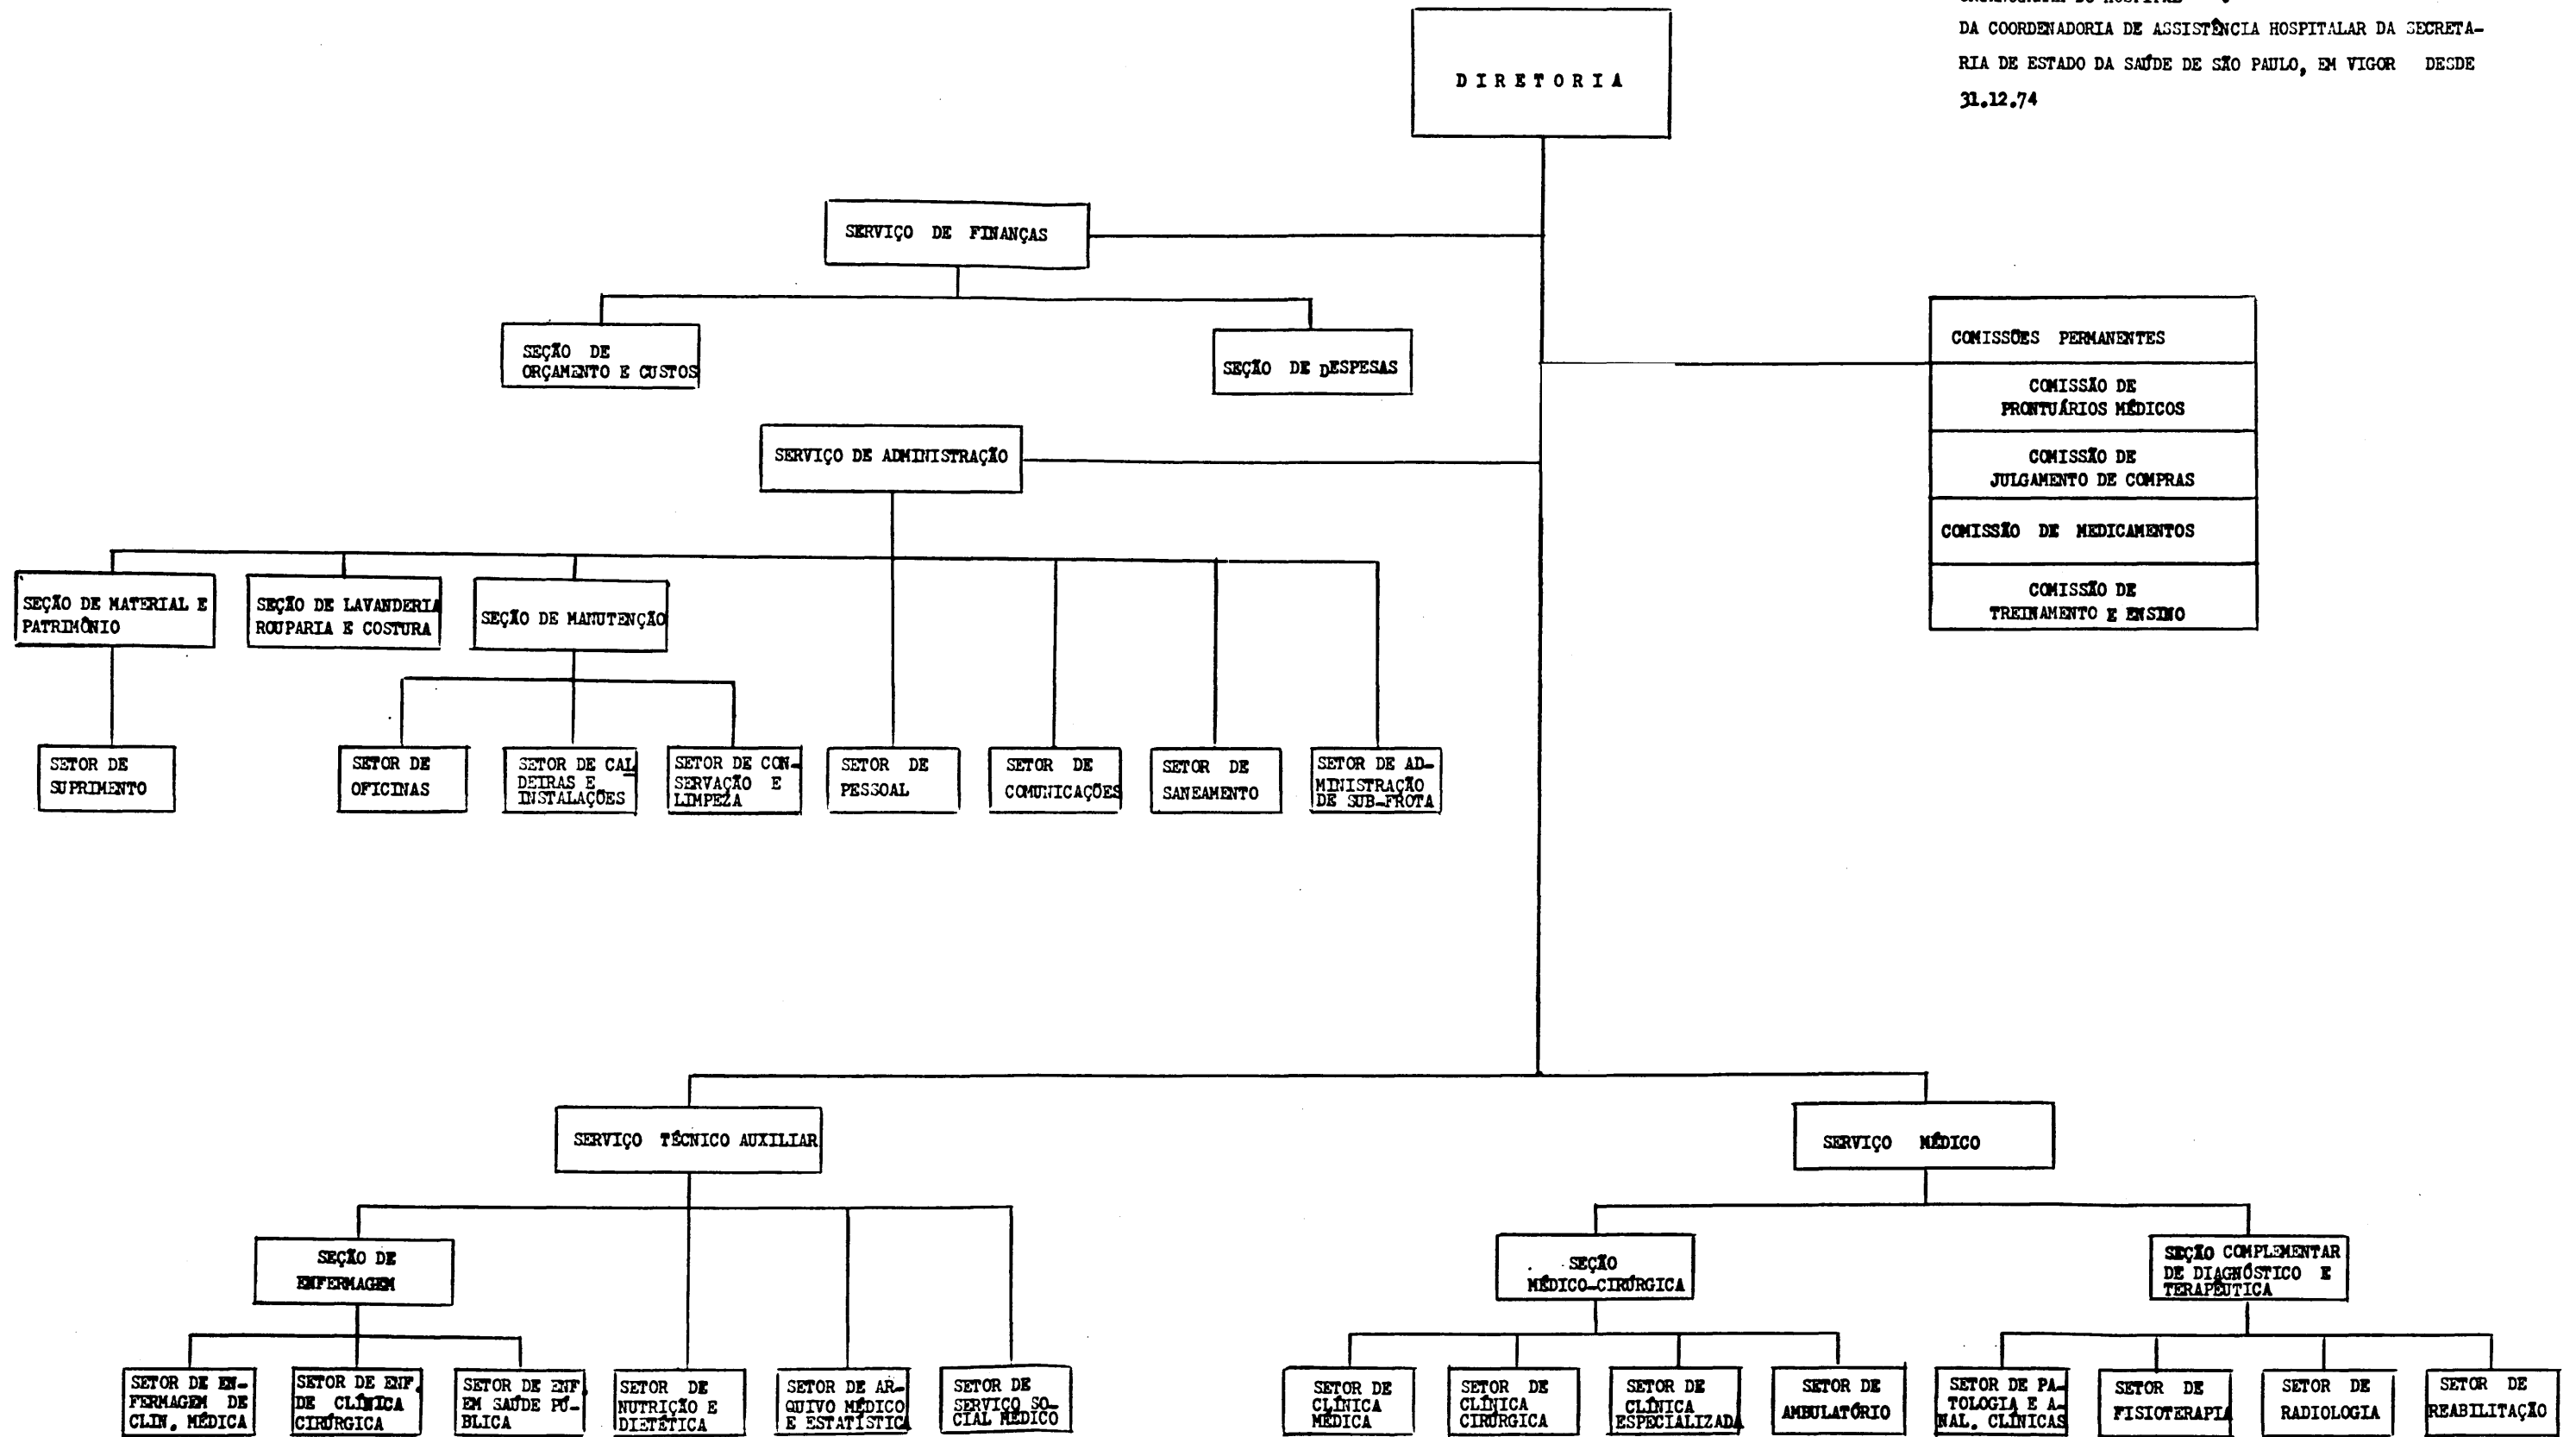 DA COORDENADORIA DE ASSISTÊNCIA HOSPITALAR DA SECRETA-
RIA DE ESTADO DA SAÚDE DE SÃO PAULO, EM VIGOR DESDE
31.12.74
DIRETORIA
SERVIÇO DE FINANÇAS
SEÇÃO DE
ORÇAMENTO E CUSTOS
SEÇÃO DE DESPESAS
COMISSÕES PERMANENTES
COMISSÃO DE
PRONTUÁRIOS MÉDICOS
COMISSÃO DE
JULGAMENTO DE COMPRAS
COMISSÃO DE MEDICAMENTOS
COMISSÃO DE
TREINAMENTO E ENSINO
SERVIÇO DE ADMINISTRAÇÃO
SEÇÃO DE MATERIAL E
PATRIMÔNIO
SEÇÃO DE LAVANDERIA
ROUPARIA E COSTURA
SEÇÃO DE MANUTENÇÃO
SETOR DE
SUPRIMENTO
SETOR DE
OFICINAS
SETOR DE CAL
DEIRAS E
INSTALAÇÕES
SETOR DE CON-
SERVAÇÃO E
LIMPEZA
SETOR DE
PESSOAL
SETOR DE
COMUNICAÇÕES
SETOR DE
SANEAMENTO
SETOR DE AD-
MINISTRAÇÃO
DE SUB-FROTA
SERVIÇO TÉCNICO AUXILIAR
SERVIÇO MÉDICO
SEÇÃO DE
ENFERMAGEM
SEÇÃO
MÉDICO-CIRÚRGICA
SEÇÃO COMPLEMENTAR
DE DIAGNÓSTICO E
TERAPÊUTICA
SETOR DE EN-
FERMAGEM DE
CLIN. MÉDICA
SETOR DE ENF.
DE CLÍNICA
CIRÚRGICA
SETOR DE ENF
EM SAÚDE PÚ-
BLICA
SETOR DE
NUTRIÇÃO E
DIETÉTICA
SETOR DE AR-
QUIVO MÉDICO
E ESTATÍSTICA
SETOR DE
SERVIÇO SO-
CIAL MÉDICO
SETOR DE
CLÍNICA
MÉDICA
SETOR DE
CLÍNICA
CIRÚRGICA
SETOR DE
CLÍNICA
ESPECIALIZADA
SETOR DE
AMBULATÓRIO
SETOR DE PA-
TOLOGIA E A-
NAL. CLÍNICAS
SETOR DE
FISIOTERAPIA
SETOR DE
RADIOLOGIA
SETOR DE
REABILITAÇÃO